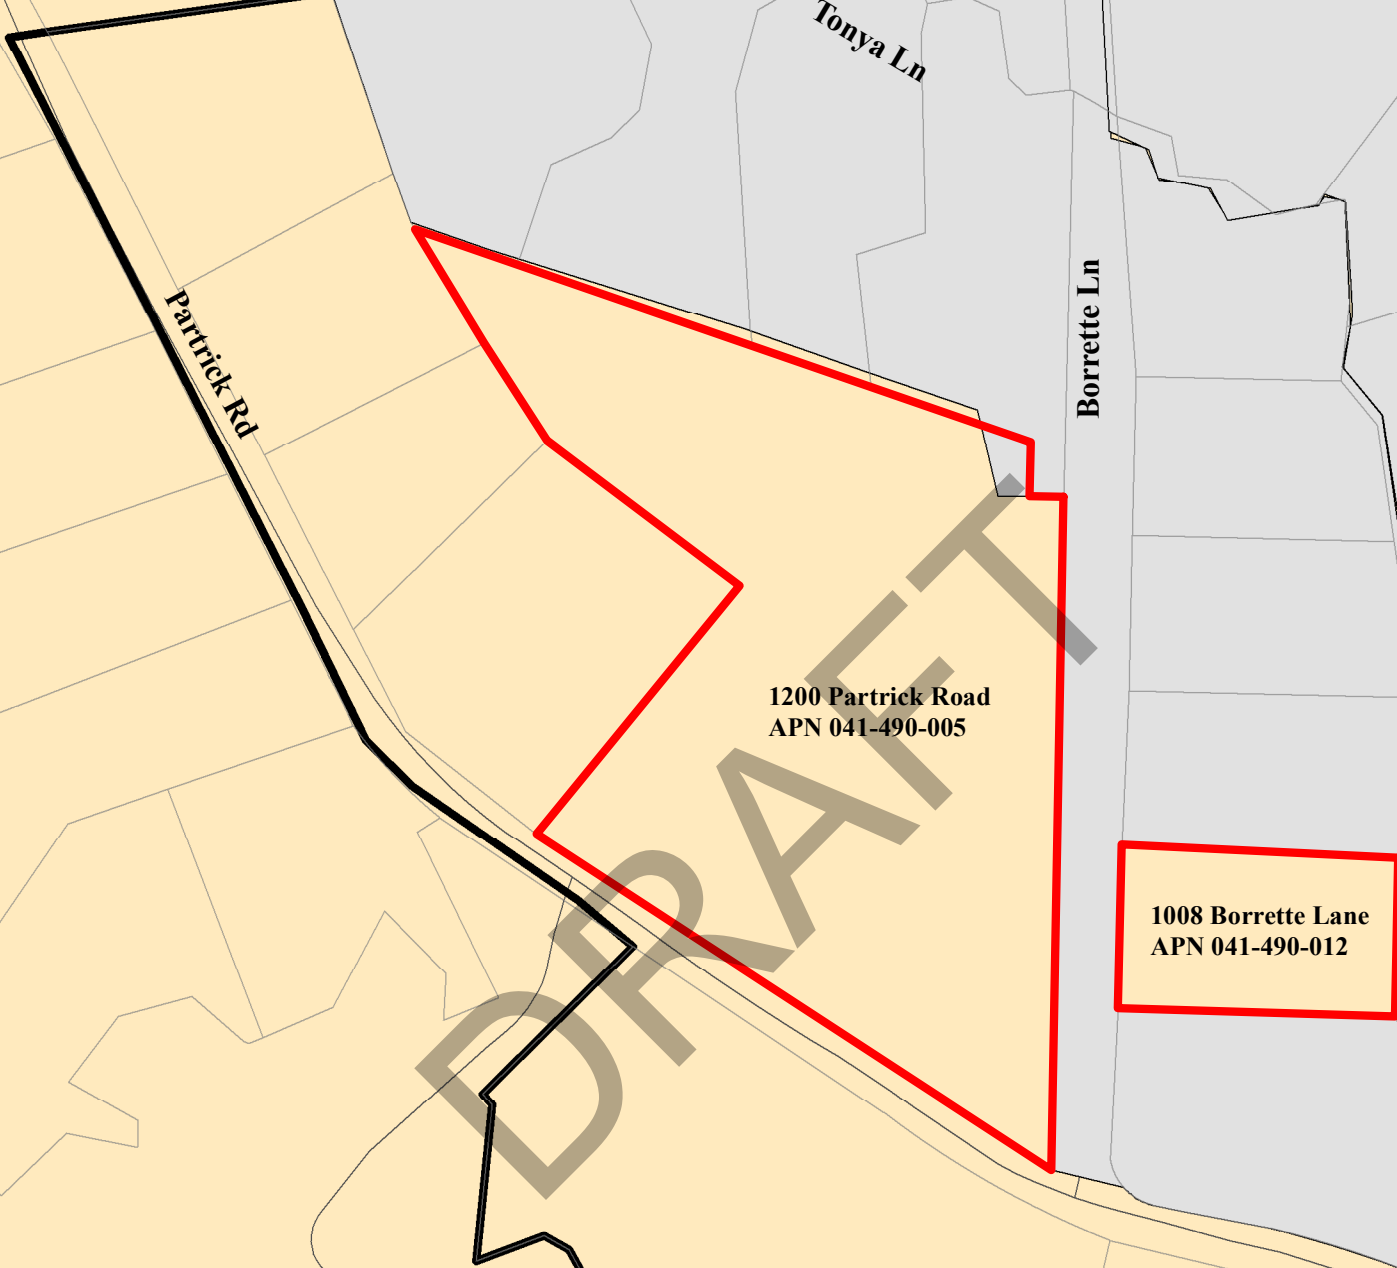 Tonya Ln
Borrette Ln
Partrick Rd
1200 Partrick Road
APN 041-490-005
1008 Borrette Lane
APN 041-490-012
DRAFT